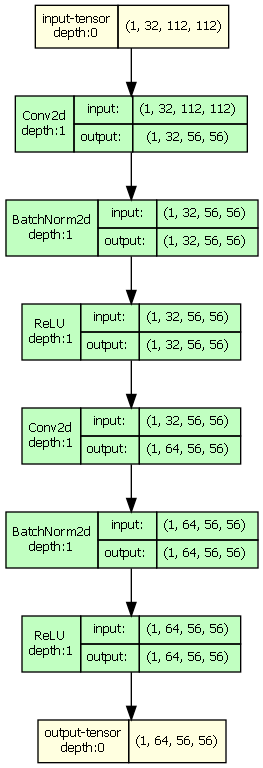 input-tensor
depth:0
(1, 32, 112, 112)
Conv2d
depth:1
input:
(1, 32, 112, 112)
output:
(1, 32, 56, 56)
BatchNorm2d
depth:1
input:
(1, 32, 56, 56)
output:
(1, 32, 56, 56)
ReLU
depth:1
input:
(1, 32, 56, 56)
output:
(1, 32, 56, 56)
Conv2d
depth:1
input:
(1, 32, 56, 56)
output:
(1, 64, 56, 56)
BatchNorm2d
depth:1
input:
(1, 64, 56, 56)
output:
(1, 64, 56, 56)
ReLU
depth:1
input:
(1, 64, 56, 56)
output:
(1, 64, 56, 56)
output-tensor
depth:0
(1, 64, 56, 56)